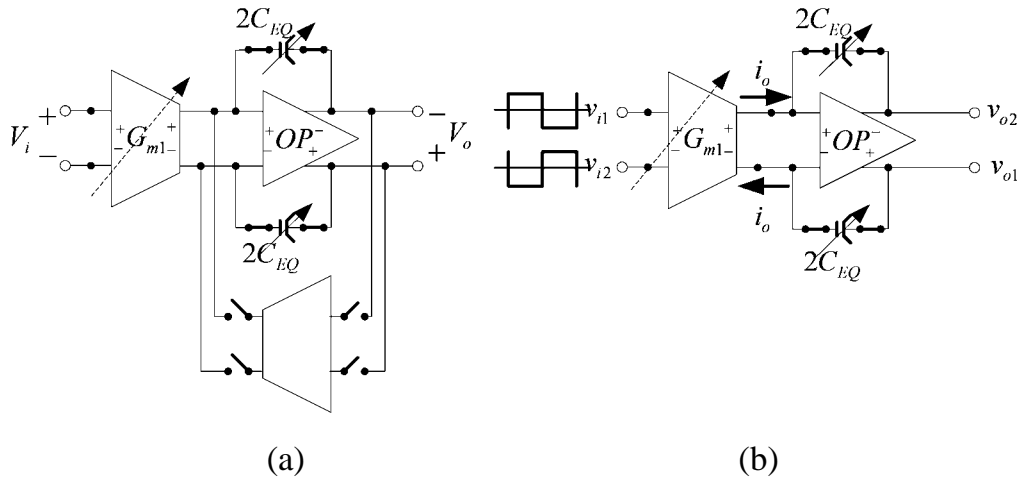 2C_EQ
V_i
+
−
+
−
G_m1
+
−
+
−
OP
−
+
−
V_o
+
2C_EQ
(a)
2C_EQ
i_o
v_i1
v_i2
+
−
G_m1
+
−
+
−
OP
−
+
v_o2
v_o1
i_o
2C_EQ
(b)